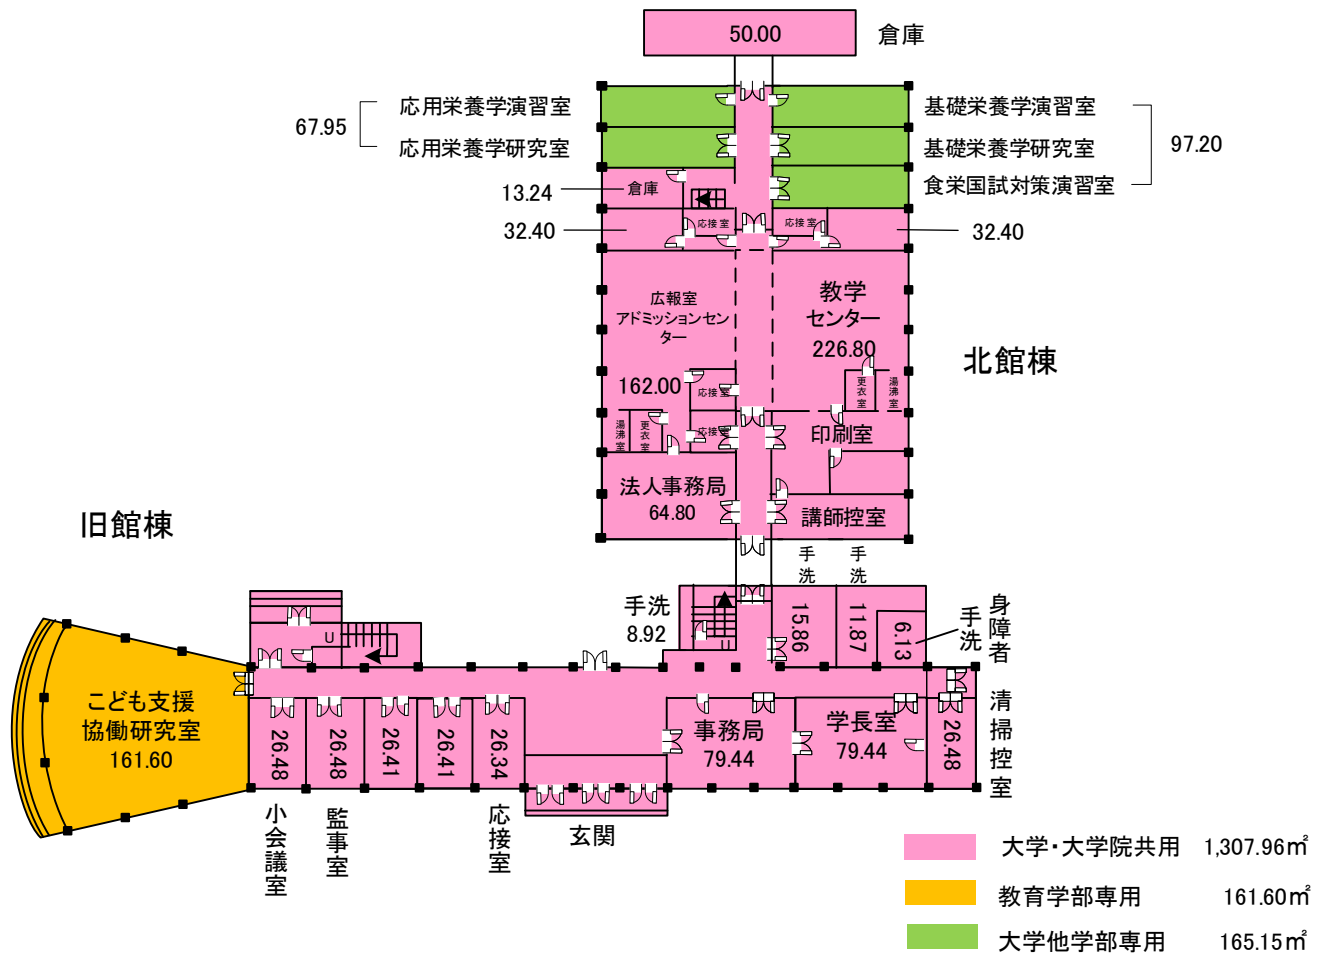 50.00
倉庫
応用栄養学演習室
67.95
応用栄養学研究室
基礎栄養学演習室
基礎栄養学研究室
97.20
食栄国試対策演習室
13.24
倉庫
32.40
応接室
応接室
32.40
広報室
アドミッションセン
ター
162.00
教学
センター
226.80
北館棟
応接室
更衣室
湯沸室
湯沸室
更衣室
応接室
印刷室
法人事務局
64.80
講師控室
旧館棟
手洗
手洗
手洗
8.92
U
15.86
11.87
6.13
身障者
手洗
U
こども支援
協働研究室
161.60
26.48
26.48
26.41
26.41
26.34
事務局
79.44
学長室
79.44
26.48
清掃控室
小会議室
監事室
応接室
玄関
大学・大学院共用 1,307.96㎡
教育学部専用 161.60㎡
大学他学部専用 165.15㎡